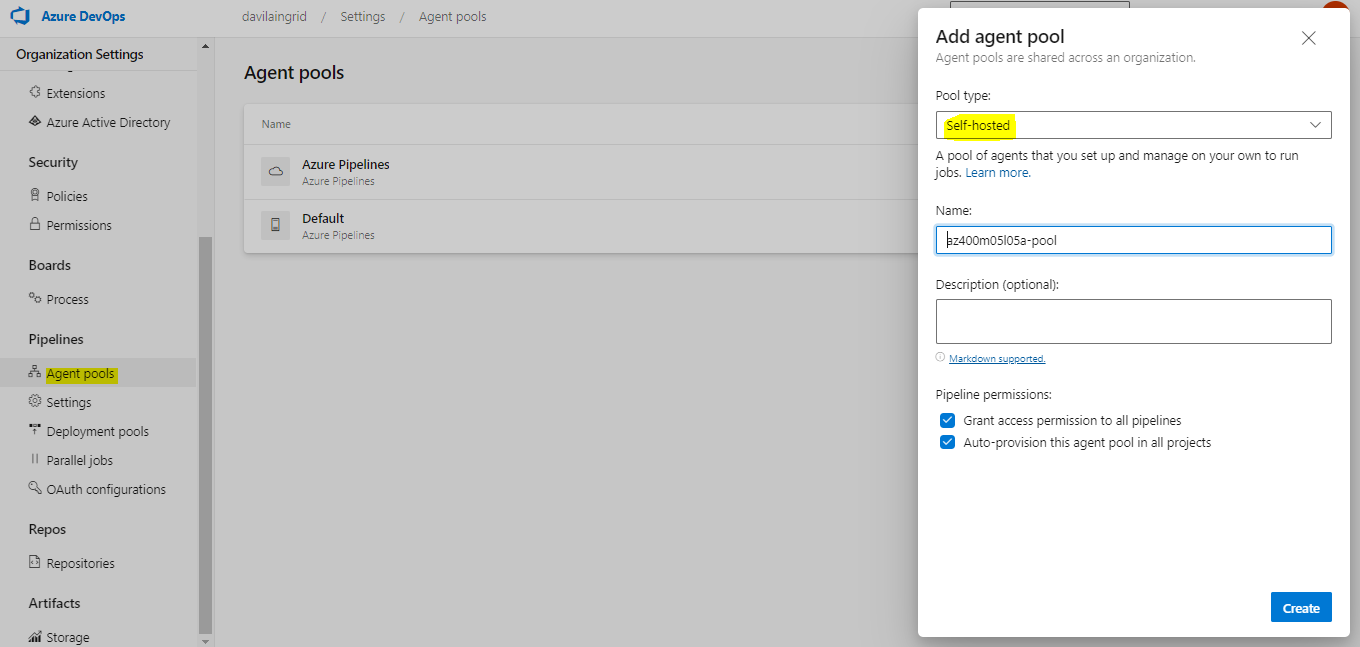 Azure DevOps
davilaingrid / Settings / Agent pools
Organization Settings
Extensions
Azure Active Directory
Security
Policies
Permissions
Boards
Process
Pipelines
Agent pools
Settings
Deployment pools
Parallel jobs
OAuth configurations
Repos
Repositories
Artifacts
Storage
Agent pools
Name
Azure Pipelines
Azure Pipelines
Default
Azure Pipelines
Add agent pool
Agent pools are shared across an organization.
Pool type:
Self-hosted
A pool of agents that you set up and manage on your own to run
jobs. Learn more.
Name:
az400m05l05a-pool
Description (optional):
Markdown supported.
Pipeline permissions:
Grant access permission to all pipelines
Auto-provision this agent pool in all projects
Create